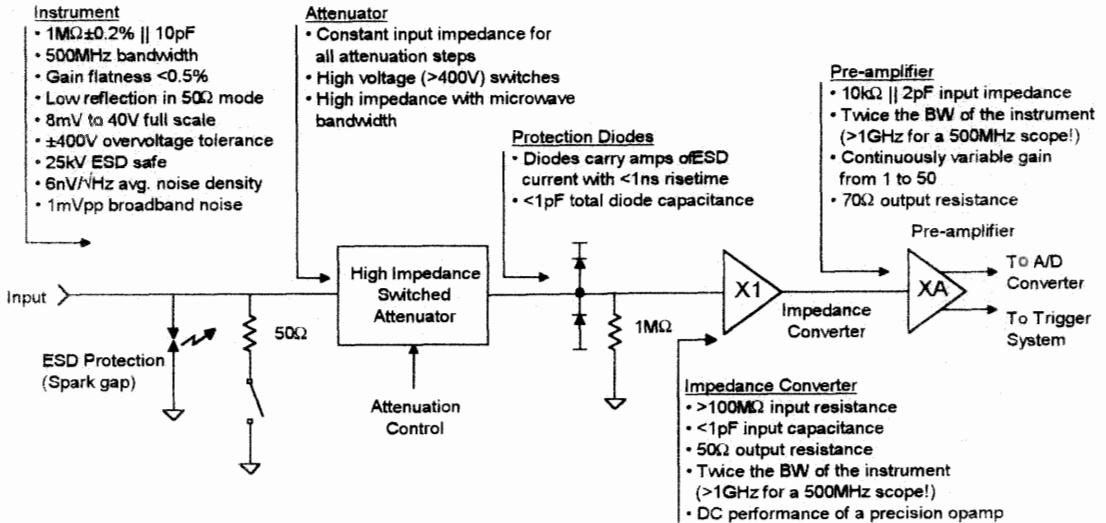 Instrument
• 1MΩ±0.2% || 10pF
• 500MHz bandwidth
• Gain flatness <0.5%
• Low reflection in 50Ω mode
• 8mV to 40V full scale
• ±400V overvoltage tolerance
• 25kV ESD safe
• 6nV/√Hz avg. noise density
• 1mVpp broadband noise
Attenuator
• Constant input impedance for
all attenuation steps
• High voltage (>400V) switches
• High impedance with microwave
bandwidth
Protection Diodes
• Diodes carry amps of ESD
current with <1ns risetime
• <1pF total diode capacitance
Pre-amplifier
• 10kΩ || 2pF input impedance
• Twice the BW of the instrument
(>1GHz for a 500MHz scope!)
• Continuously variable gain
from 1 to 50
• 70Ω output resistance
Pre-amplifier
Input
ESD Protection
(Spark gap)
50Ω
High Impedance
Switched
Attenuator
Attenuation
Control
1MΩ
X1
Impedance
Converter
XA
To A/D
Converter
To Trigger
System
Impedance Converter
• >100MΩ input resistance
• <1pF input capacitance
• 50Ω output resistance
• Twice the BW of the instrument
(>1GHz for a 500MHz scope!)
• DC performance of a precision opamp